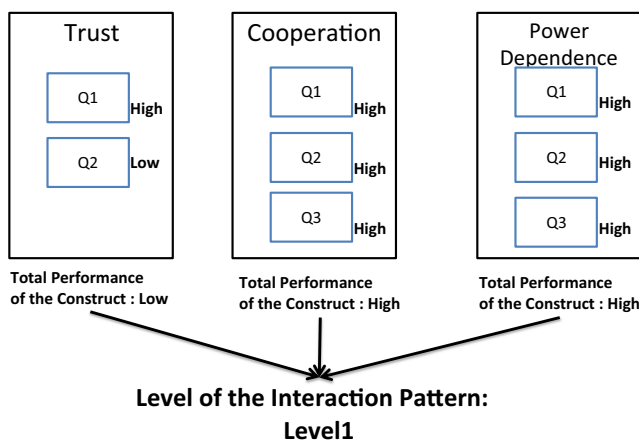 Trust
Q1
High
Q2
Low
Total Performance
of the Construct : Low
Cooperation
Q1
High
Q2
High
Q3
High
Total Performance
of the Construct : High
Power
Dependence
Q1
High
Q2
High
Q3
High
Total Performance
of the Construct : High
Level of the Interaction Pattern:
Level1